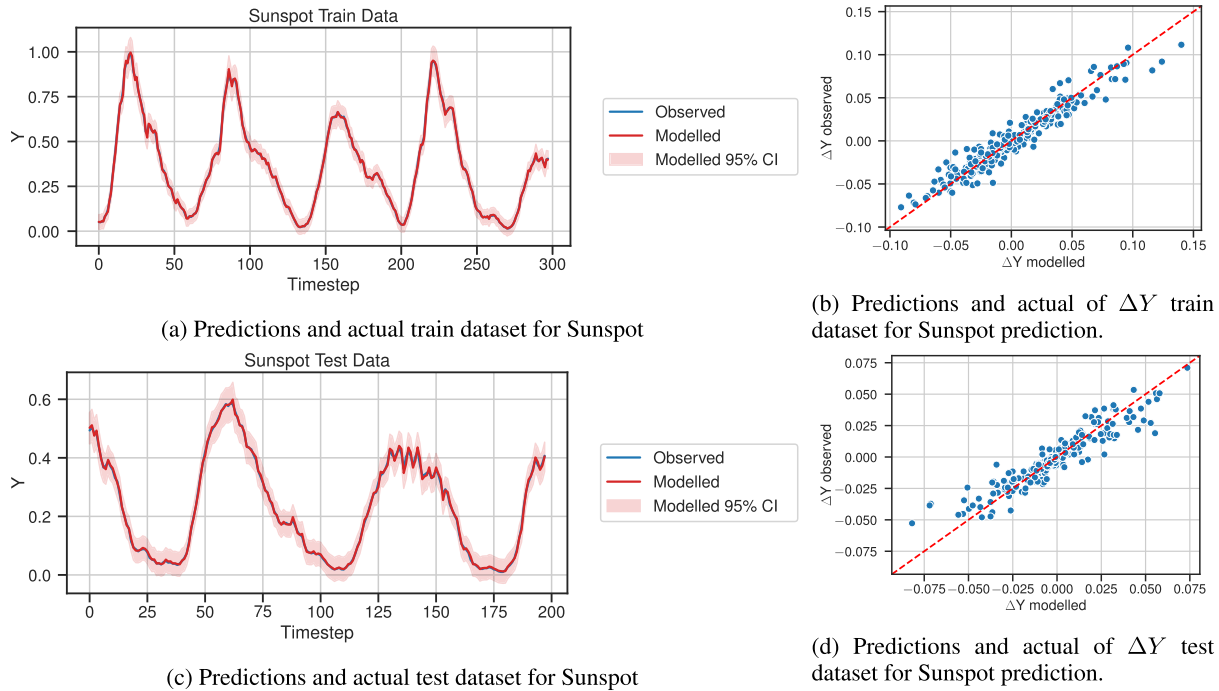 Sunspot Train Data
1.00
0.75
0.50
0.25
0.00
Y
0
50
100
150
200
250
300
Timestep
Observed
Modelled
Modelled 95% CI
(a) Predictions and actual train dataset for Sunspot
0.15
0.10
0.05
0.00
−0.05
−0.10
ΔY observed
−0.10
−0.05
0.00
0.05
0.10
0.15
ΔY modelled
(b) Predictions and actual of ΔY train
dataset for Sunspot prediction.
Sunspot Test Data
0.6
0.4
0.2
0.0
Y
0
25
50
75
100
125
150
175
200
Timestep
Observed
Modelled
Modelled 95% CI
(c) Predictions and actual test dataset for Sunspot
0.075
0.050
0.025
0.000
−0.025
−0.050
−0.075
ΔY observed
−0.075
−0.050
−0.025
0.000
0.025
0.050
0.075
ΔY modelled
(d) Predictions and actual of ΔY test
dataset for Sunspot prediction.